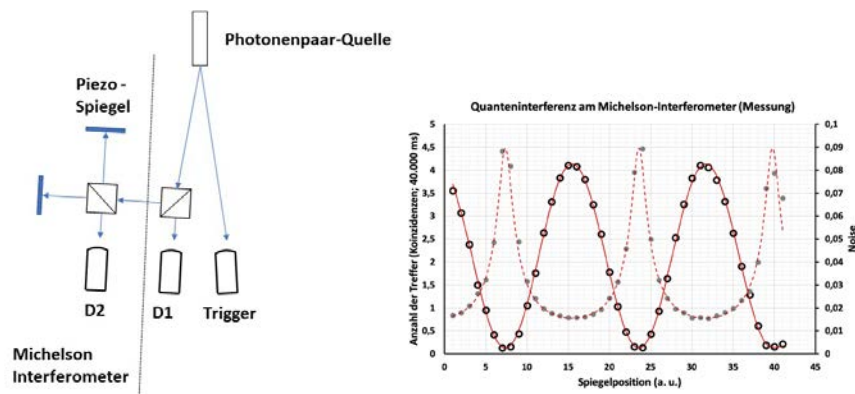 Photonenpaar-Quelle
Piezo -
Spiegel
D2
D1
Trigger
Michelson
Interferometer
Quanteninterferenz am Michelson-Interferometer (Messung)
Anzahl der Treffer (Koinzidenzen; 40.000 ms)
5
4,5
4
3,5
3
2,5
2
1,5
1
0,5
0
0,1
0,09
0,08
0,07
0,06
0,05
0,04
0,03
0,02
0,01
0
Noise
0
5
10
15
20
25
30
35
40
45
Spiegelposition (a. u.)